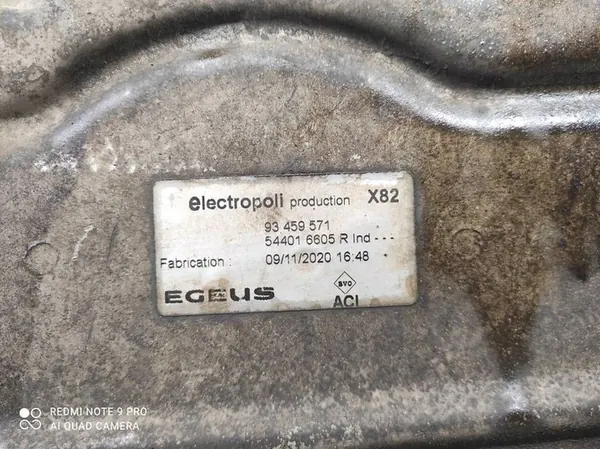 electropoli production X82
93 459 571
54401 6605 R Ind ---
Fabrication : 09/11/2020 16:48
EGEUS
BVO
ACI
REDMI NOTE 9 PRO
AI QUAD CAMERA